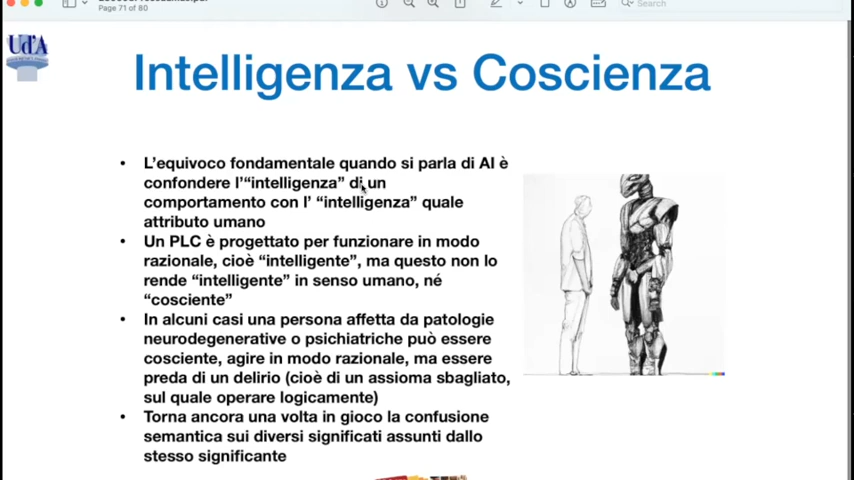 Page 71 of 80
Search
Ud'A
Intelligenza vs Coscienza
• L'equivoco fondamentale quando si parla di AI è
confondere l'“intelligenza” di un
comportamento con l' “intelligenza” quale
attributo umano
• Un PLC è progettato per funzionare in modo
razionale, cioè “intelligente”, ma questo non lo
rende “intelligente” in senso umano, né
“cosciente”
• In alcuni casi una persona affetta da patologie
neurodegenerative o psichiatriche può essere
cosciente, agire in modo razionale, ma essere
preda di un delirio (cioè di un assioma sbagliato,
sul quale operare logicamente)
• Torna ancora una volta in gioco la confusione
semantica sui diversi significati assunti dallo
stesso significante